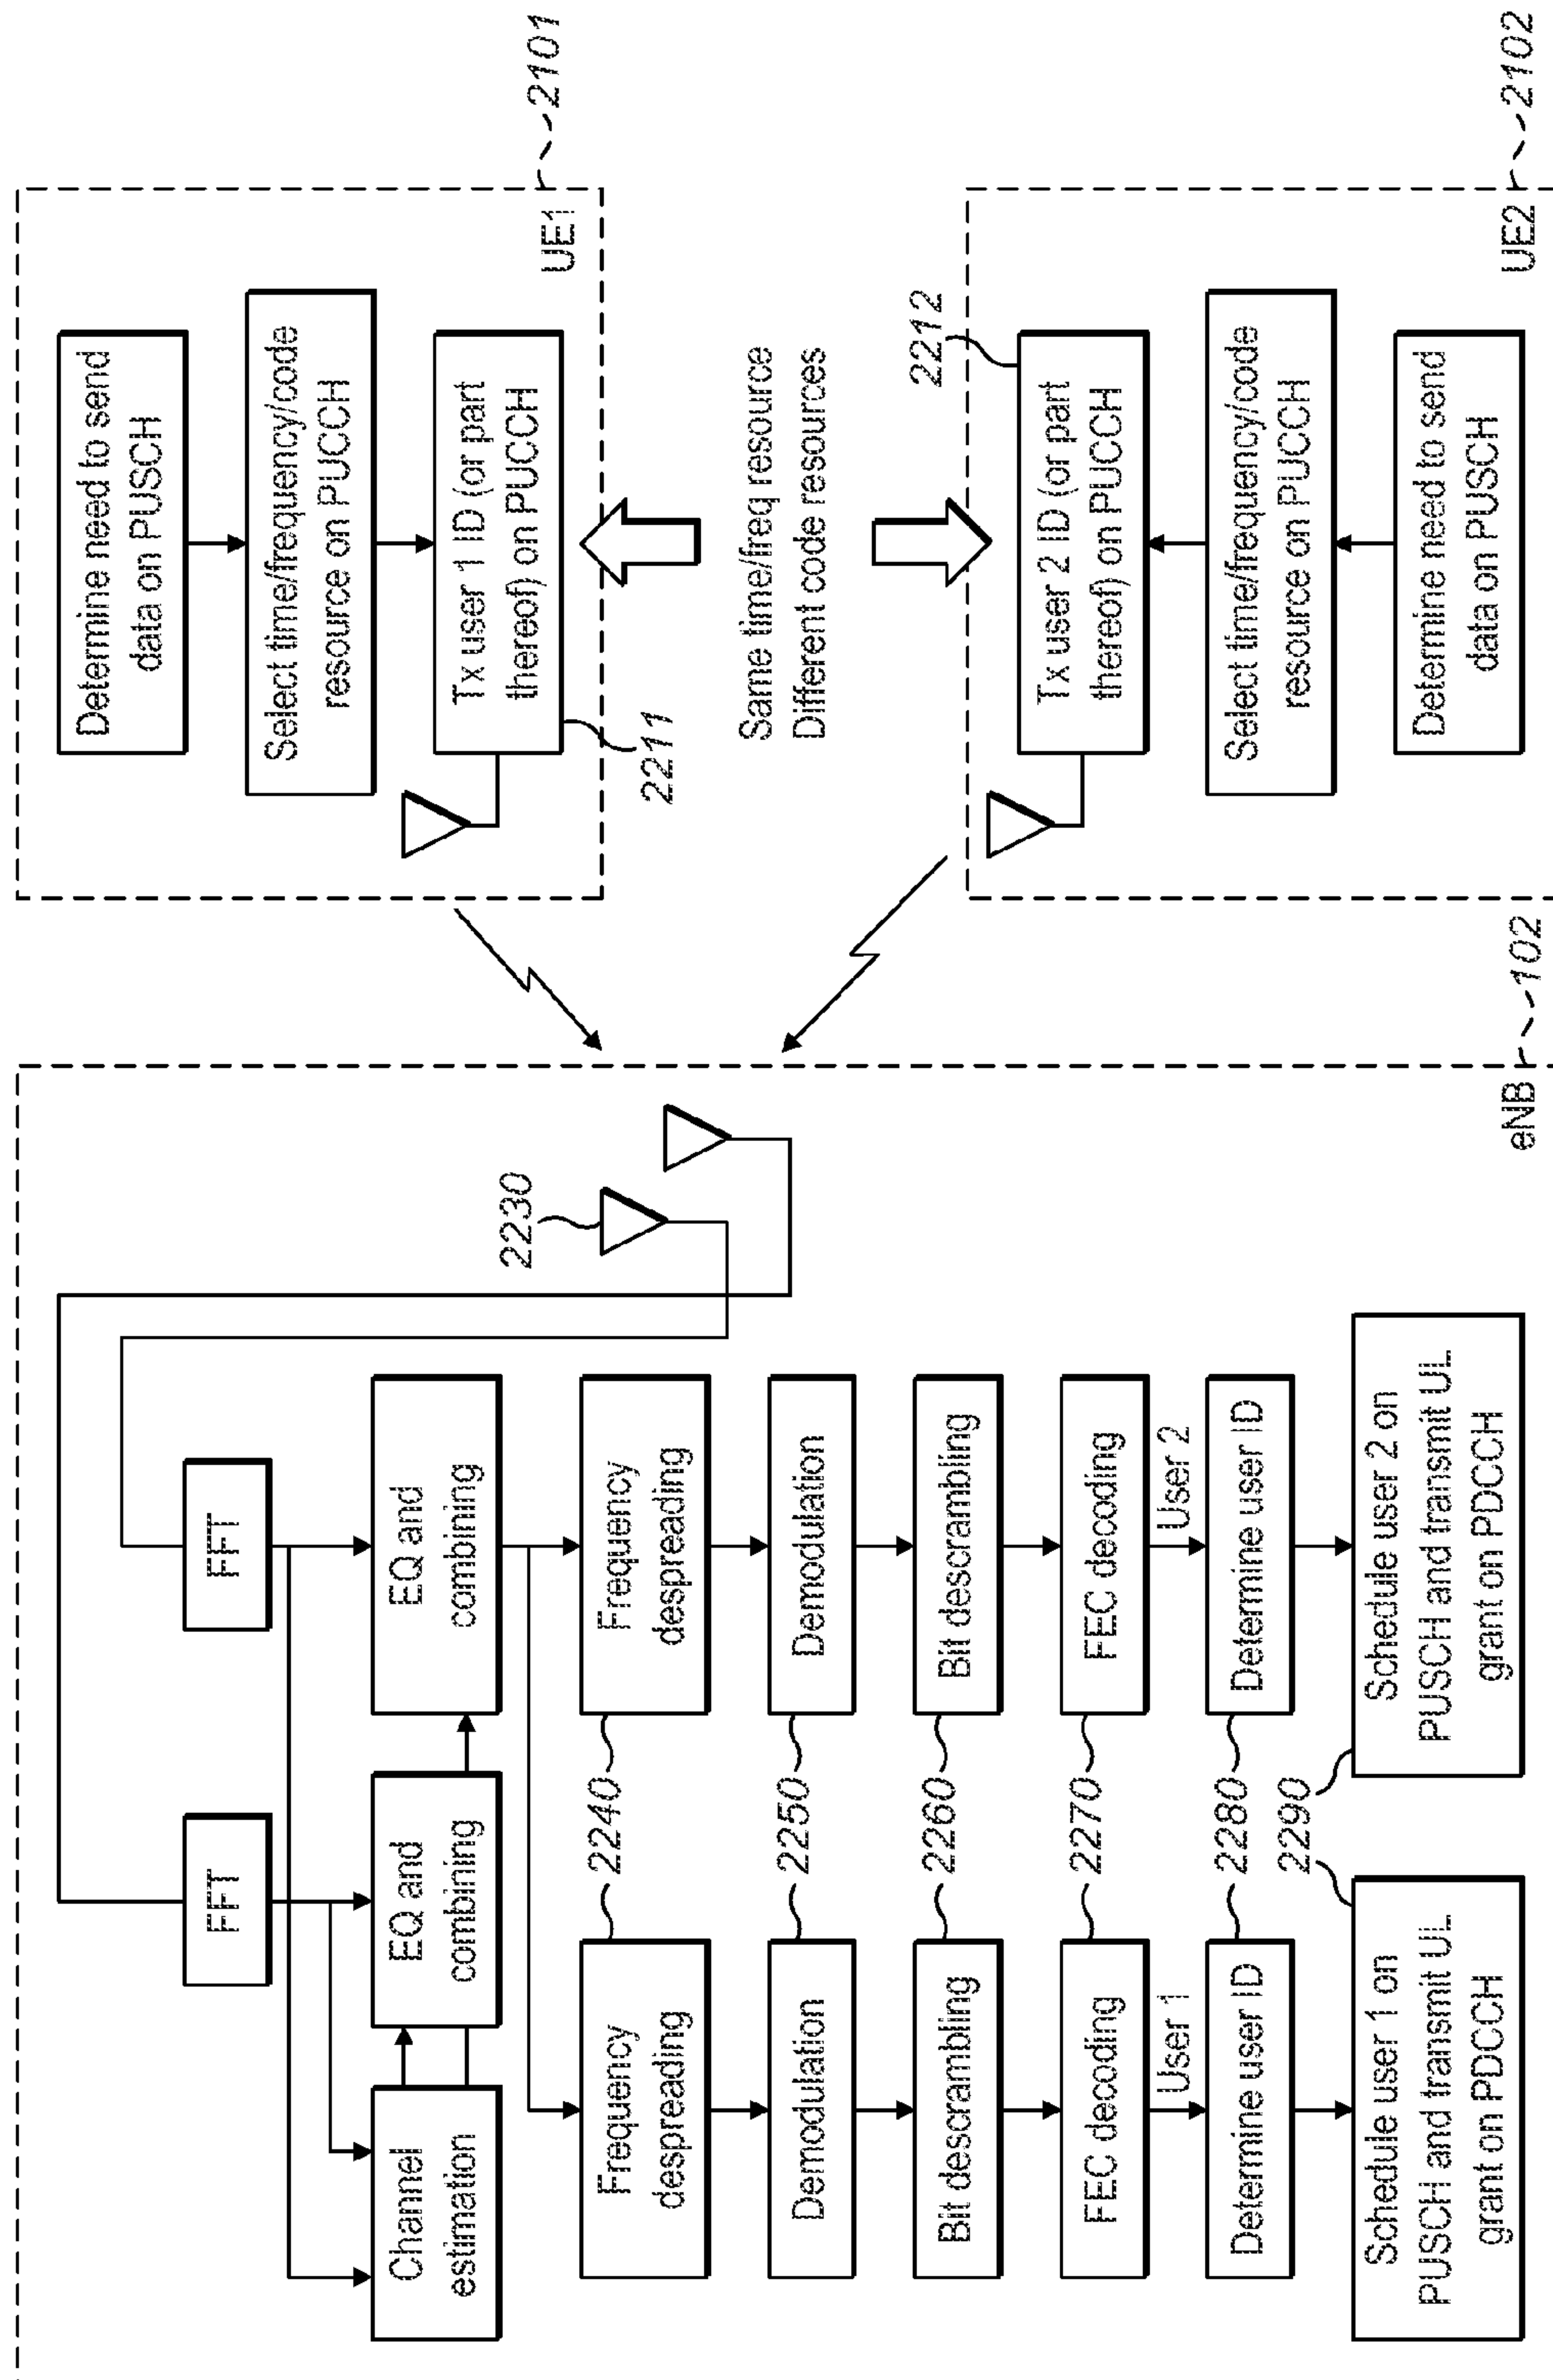 FFT
FFT
Channel
estimation
EQ and
combining
EQ and
combining
2230
Frequency
despreading
2240
Frequency
despreading
Demodulation
2250
Demodulation
Bit descrambling
2260
Bit descrambling
FEC decoding
2270
FEC decoding
User 1
User 2
Determine user ID
2280
Determine user ID
2290
Schedule user 1 on
PUSCH and transmit UL
grant on PDCCH
Schedule user 2 on
PUSCH and transmit UL
grant on PDCCH
eNB
102
Determine need to send
data on PUSCH
Select time/frequency/code
resource on PUCCH
Tx user 1 ID (or part
thereof) on PUCCH
2211
UE1
2101
Same time/freq resource
Different code resources
2212
Tx user 2 ID (or part
thereof) on PUCCH
Select time/frequency/code
resource on PUCCH
Determine need to send
data on PUSCH
UE2
2102